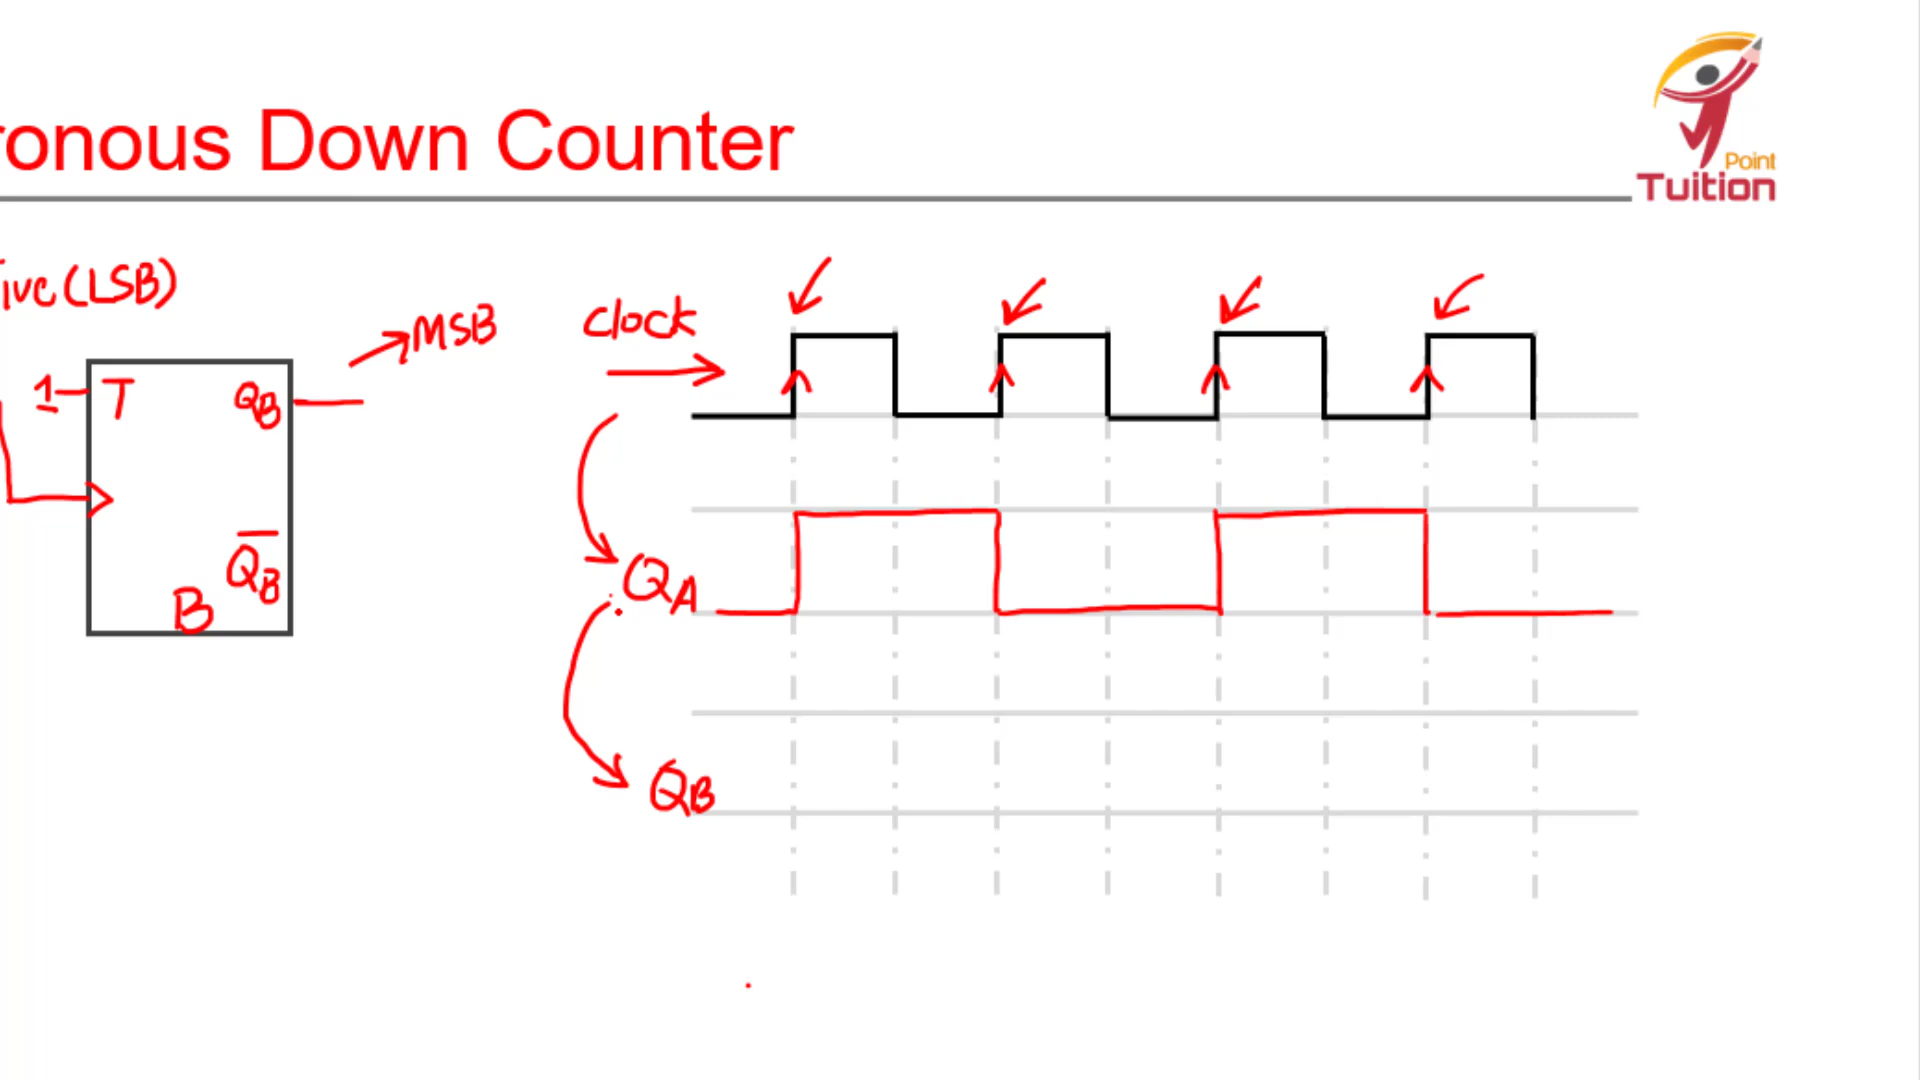 ronous Down Counter
Point
Tuition
ive (LSB)
MSB
1 T QB
Q̅B̅
B
Clock
QA
QB